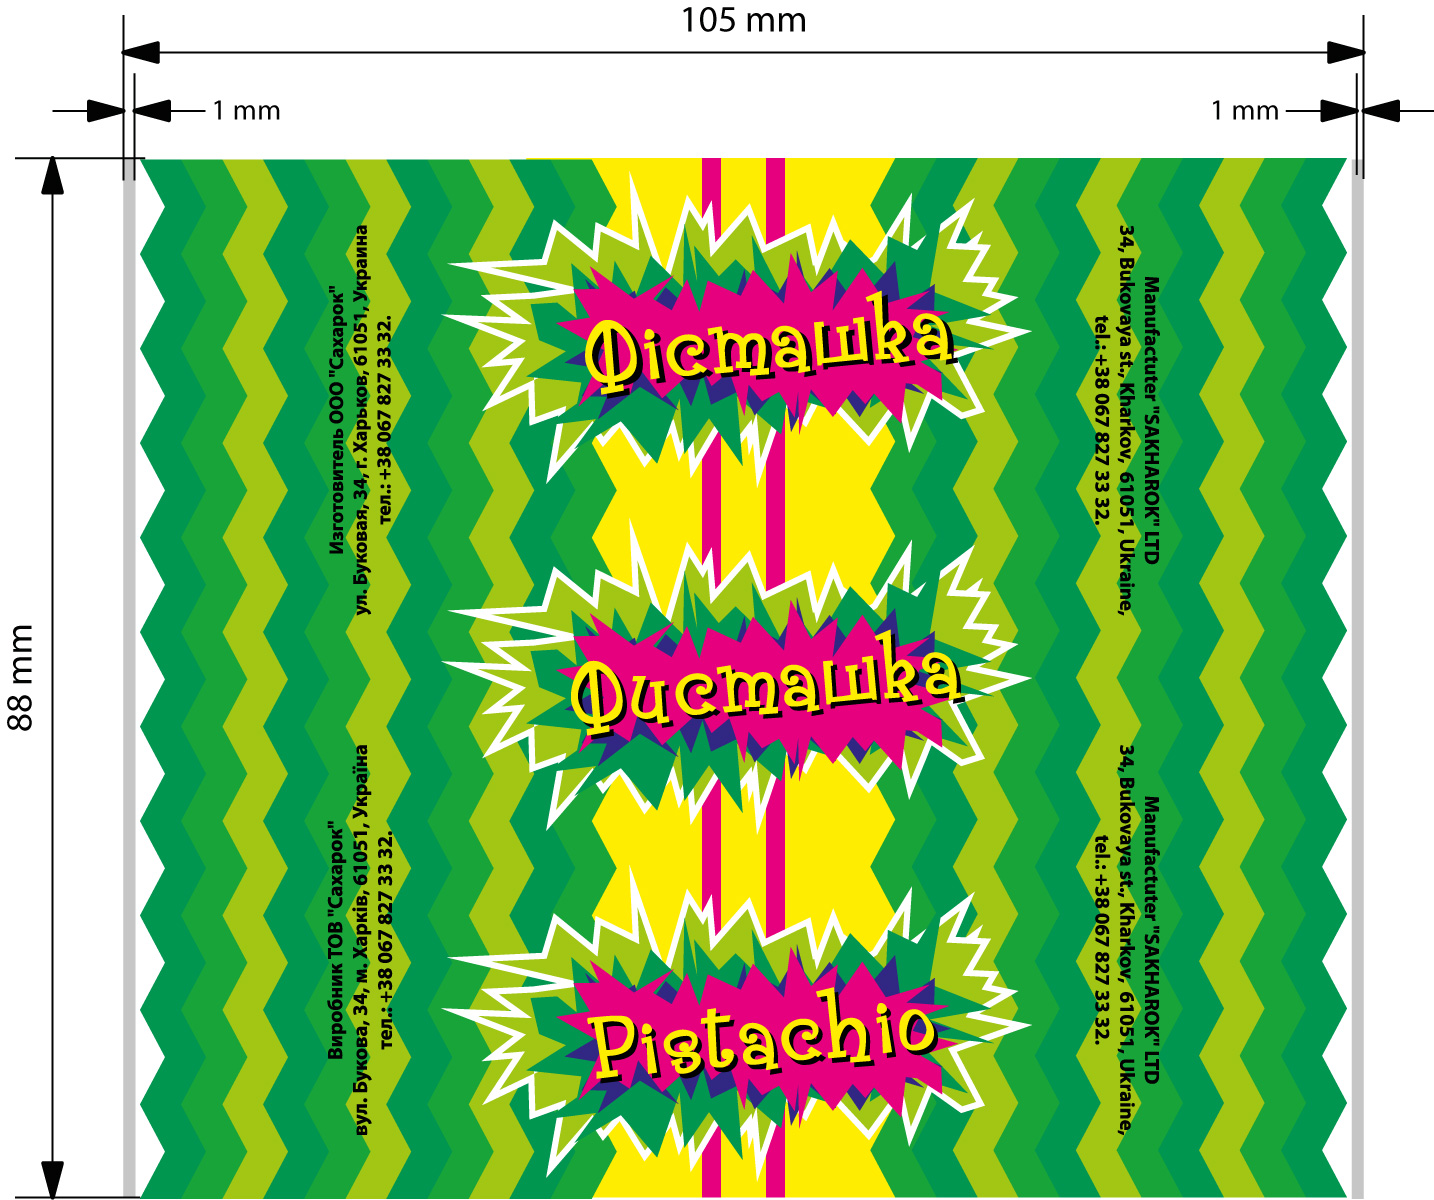 105 mm
1 mm
1 mm
88 mm
Изготовитель ООО "Сахарок"
ул. Буковая, 34, г. Харьков, 61051, Украина
тел.: +38 067 827 33 32.
Фісташка
Manufactuter "SAKHAROK" LTD
34, Bukovaya st., Kharkov, 61051, Ukraine,
tel.: +38 067 827 33 32.
Фисташка
Виробник ТОВ "Сахарок"
вул. Букова, 34, м. Харків, 61051, Україна
тел.: +38 067 827 33 32.
Pistachio
Manufactuter "SAKHAROK" LTD
34, Bukovaya st., Kharkov, 61051, Ukraine,
tel.: +38 067 827 33 32.